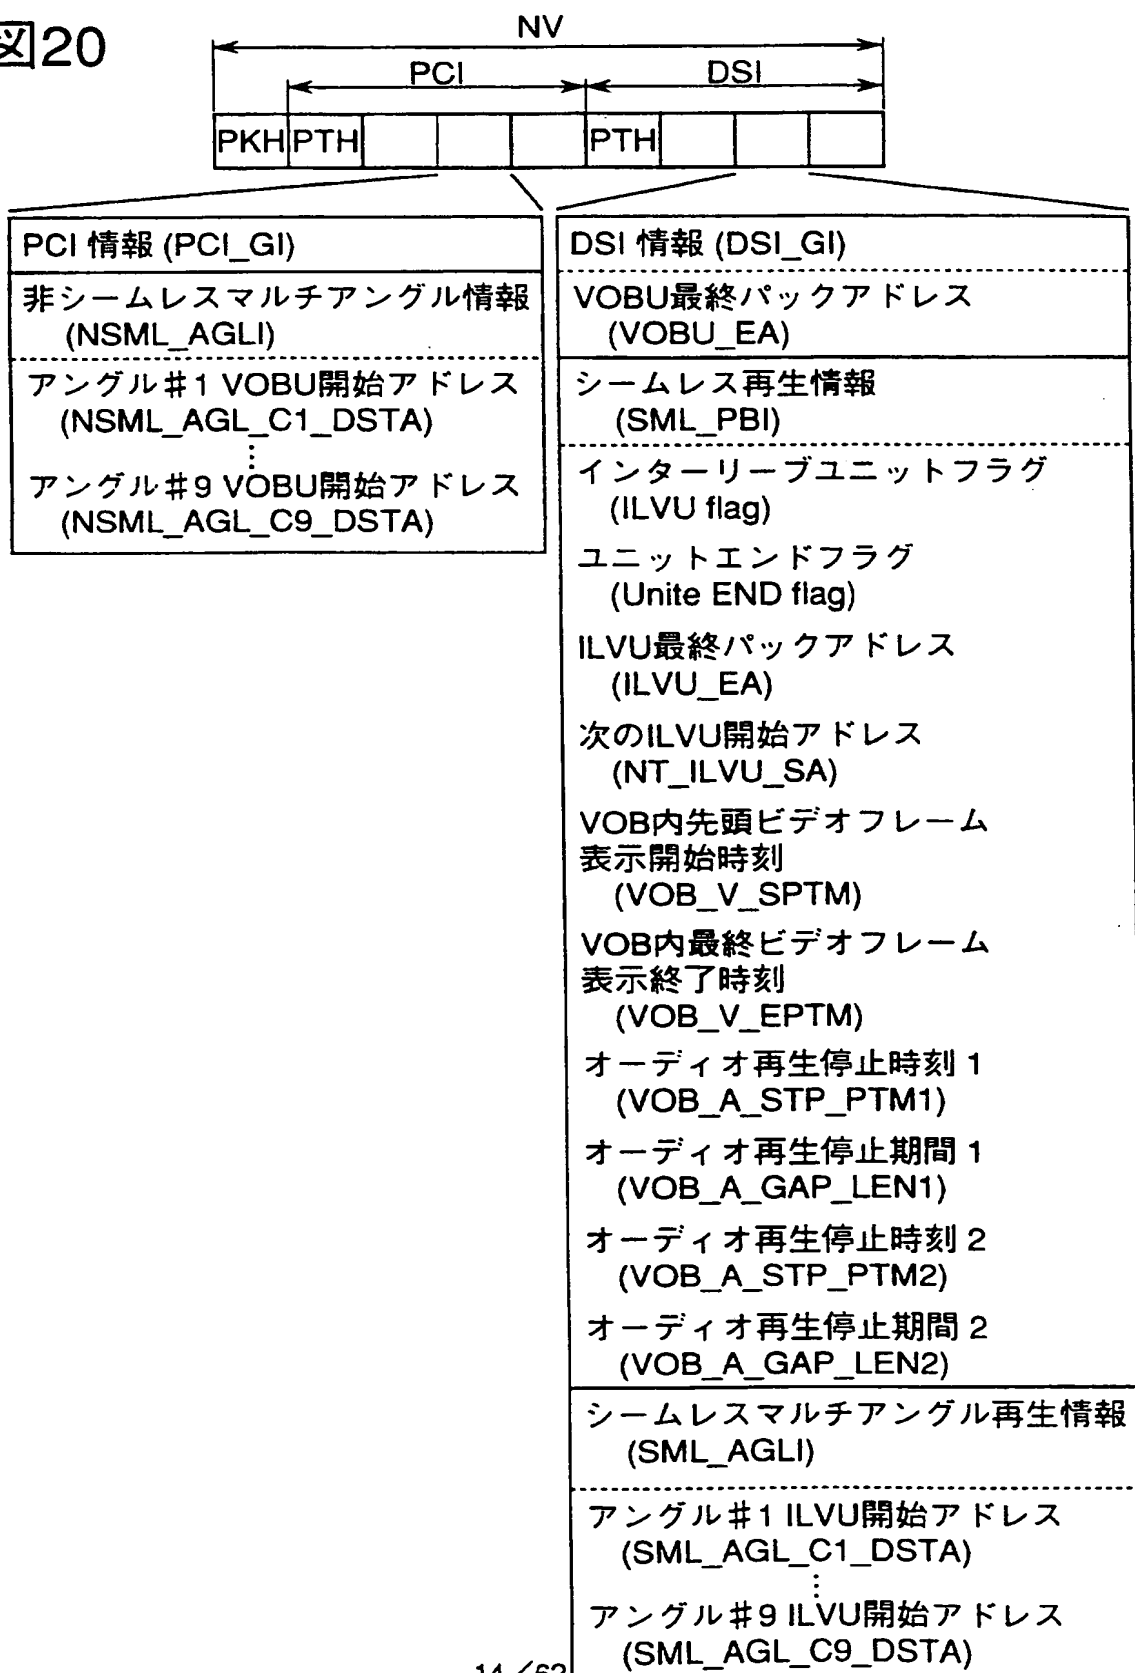 図20
NV
PCI
DSI
PKH PTH PTH
PCI 情報 (PCI_GI)
非シームレスマルチアングル情報
(NSML_AGLI)
アングル#1 VOBU開始アドレス
(NSML_AGL_C1_DSTA)
⋮
アングル#9 VOBU開始アドレス
(NSML_AGL_C9_DSTA)
DSI 情報 (DSI_GI)
VOBU最終パックアドレス
(VOBU_EA)
シームレス再生情報
(SML_PBI)
インターリーブユニットフラグ
(ILVU flag)
ユニットエンドフラグ
(Unite END flag)
ILVU最終パックアドレス
(ILVU_EA)
次のILVU開始アドレス
(NT_ILVU_SA)
VOB内先頭ビデオフレーム
表示開始時刻
(VOB_V_SPTM)
VOB内最終ビデオフレーム
表示終了時刻
(VOB_V_EPTM)
オーディオ再生停止時刻 1
(VOB_A_STP_PTM1)
オーディオ再生停止期間 1
(VOB_A_GAP_LEN1)
オーディオ再生停止時刻 2
(VOB_A_STP_PTM2)
オーディオ再生停止期間 2
(VOB_A_GAP_LEN2)
シームレスマルチアングル再生情報
(SML_AGLI)
アングル#1 ILVU開始アドレス
(SML_AGL_C1_DSTA)
⋮
アングル#9 ILVU開始アドレス
(SML_AGL_C9_DSTA)
14/62